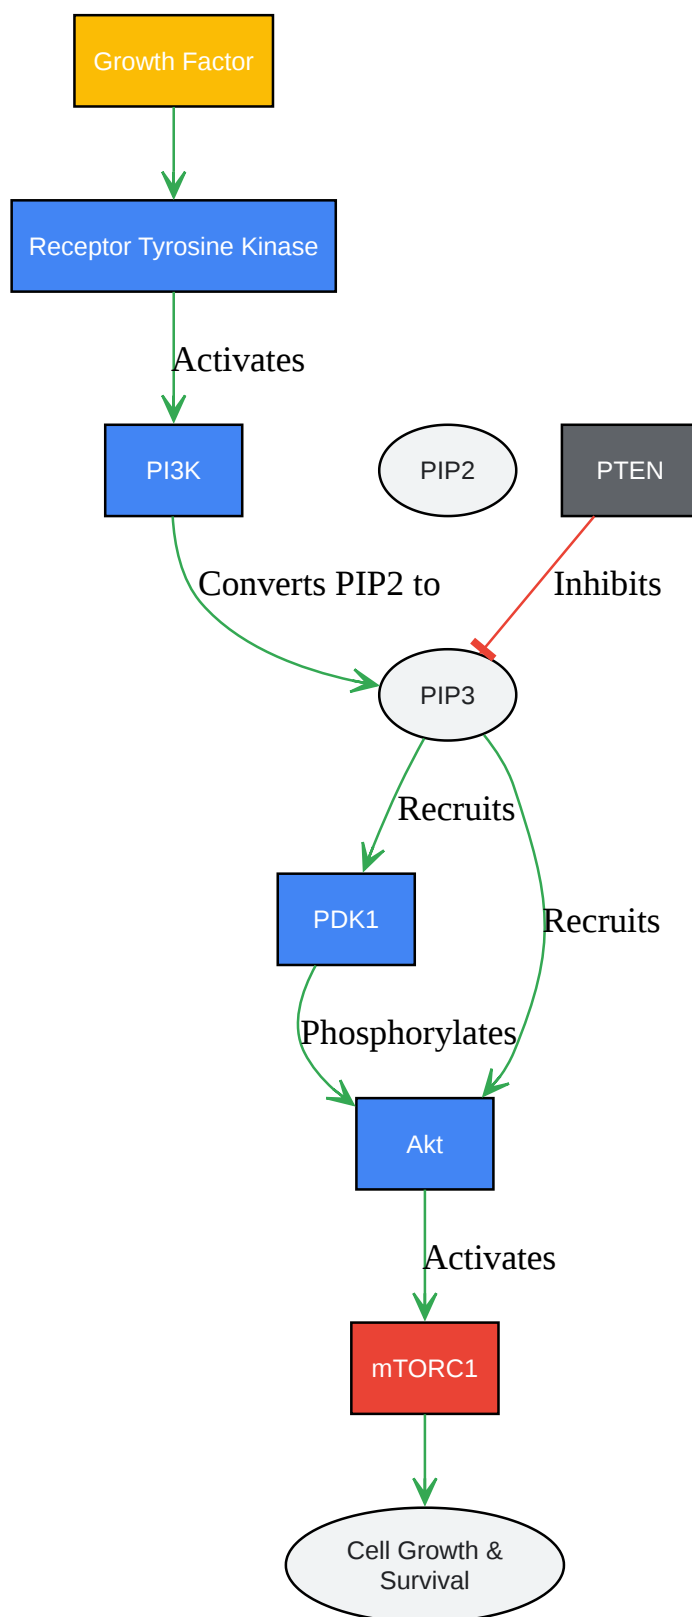 Growth Factor
Receptor Tyrosine Kinase
Activates
PI3K
PIP2
PTEN
Converts PIP2 to
Inhibits
PIP3
Recruits
PDK1
Recruits
Phosphorylates
Akt
Activates
mTORC1
Cell Growth &
Survival